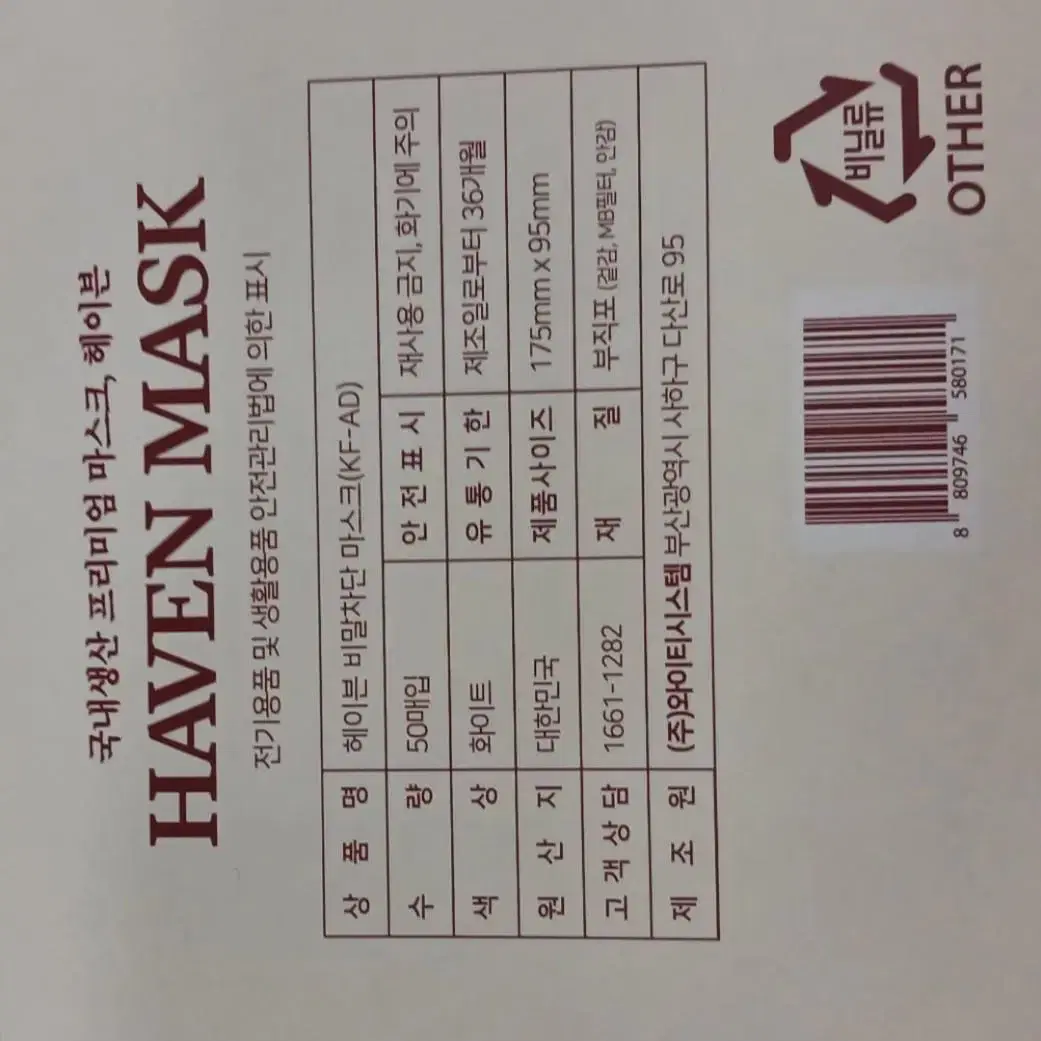 국내생산 프리미엄 마스크, 헤이븐
HAVEN MASK
전기용품 및 생활용품 안전관리법에 의한 표시
상품명 헤이븐 비말차단 마스크(KF-AD)
수량 50매입 안전표시 재사용 금지, 화기에 주의
색상 화이트 유통기한 제조일로부터 36개월
원산지 대한민국 제품사이즈 175mm x 95mm
고객상담 1661-1282 재질 부직포 (겉감, MB필터, 안감)
제조원 (주)와이티시스템 부산광역시 사하구 다산로 95
8 809746 580171
비닐류
OTHER